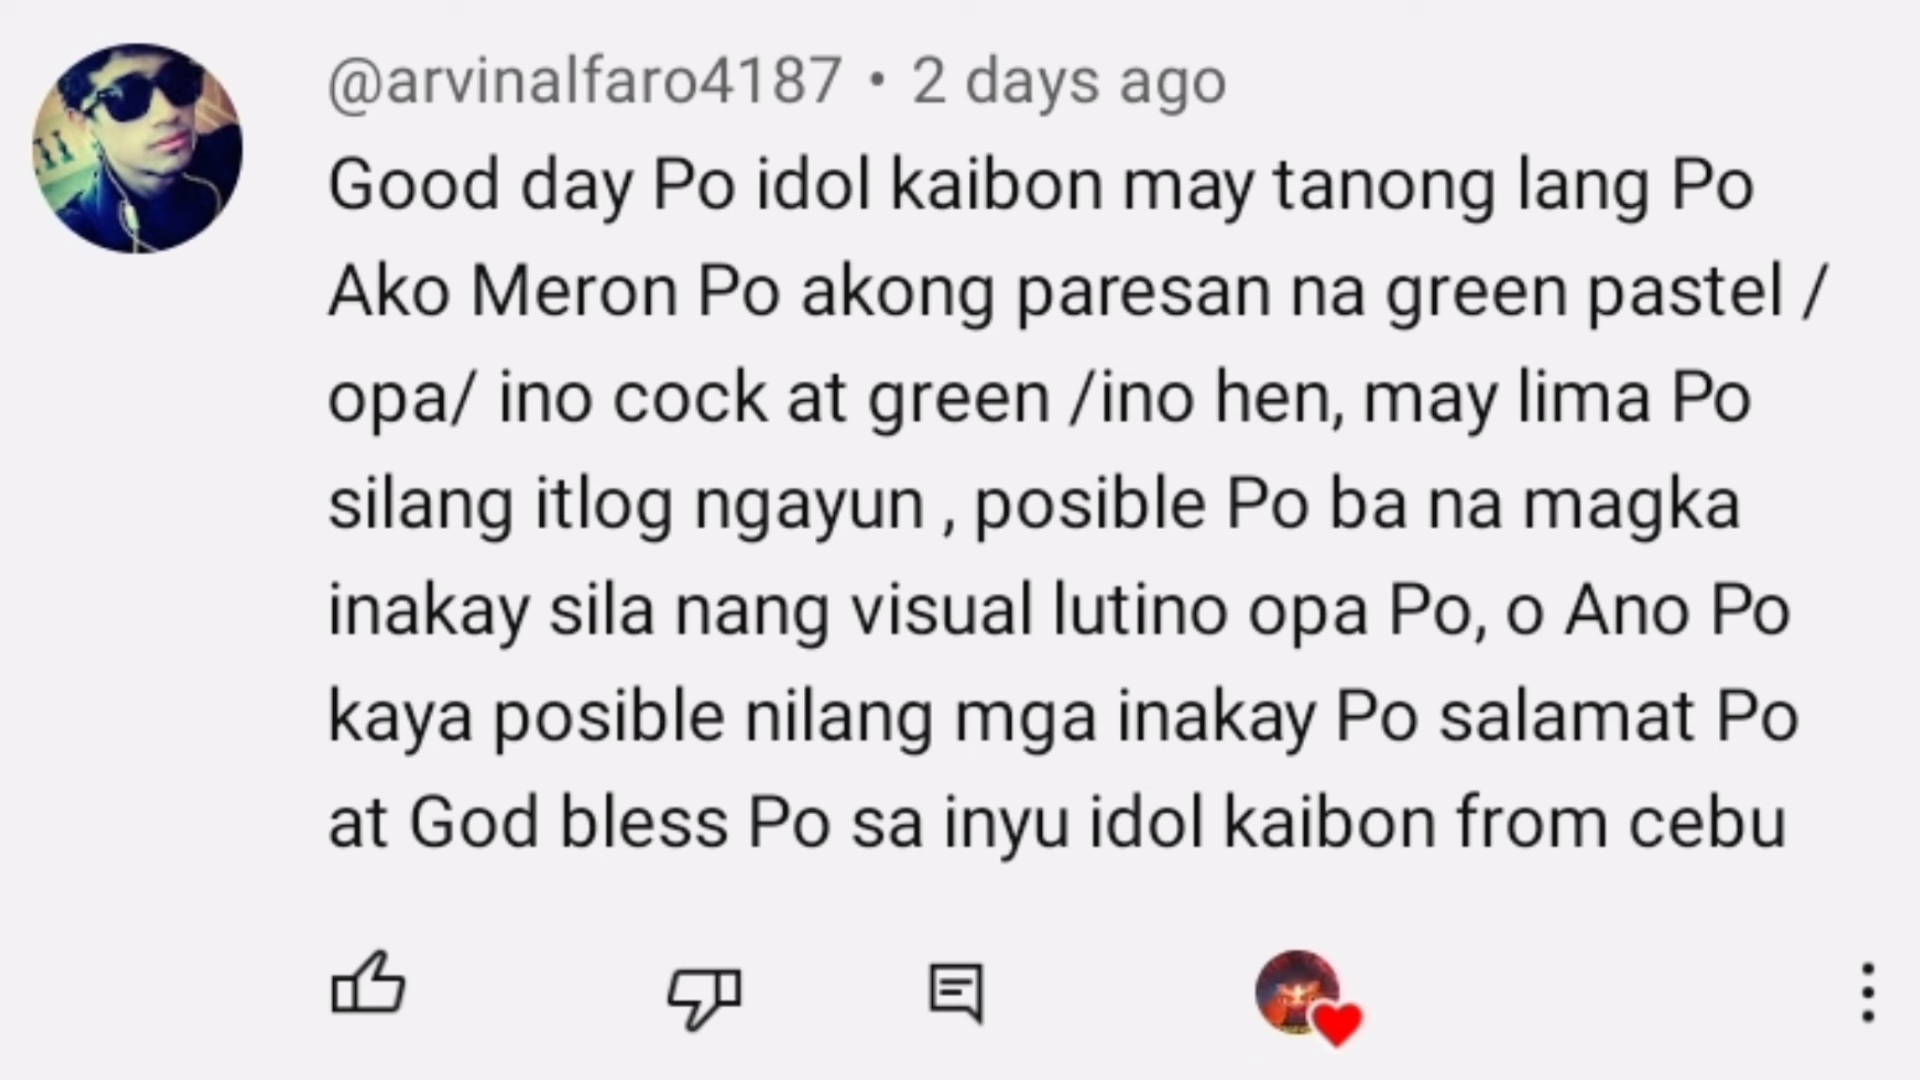 @arvinalfaro4187 • 2 days ago
Good day Po idol kaibon may tanong lang Po
Ako Meron Po akong paresan na green pastel /
opa/ ino cock at green /ino hen, may lima Po
silang itlog ngayun , posible Po ba na magka
inakay sila nang visual lutino opa Po, o Ano Po
kaya posible nilang mga inakay Po salamat Po
at God bless Po sa inyu idol kaibon from cebu